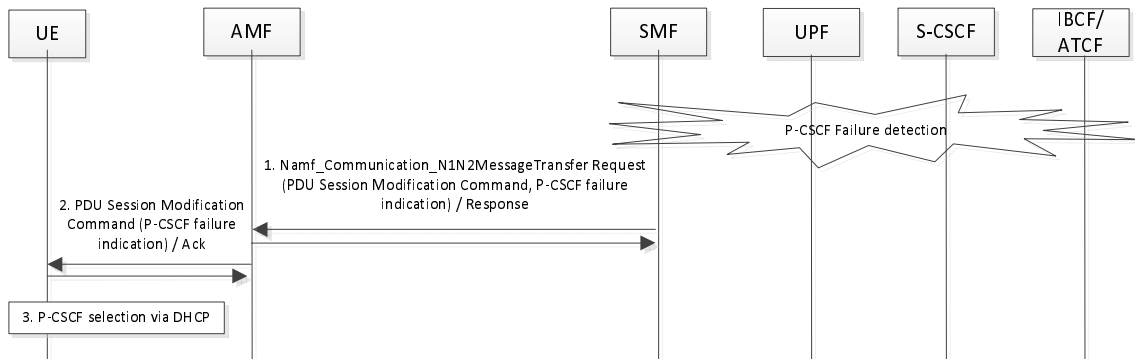 UE
AMF
SMF
UPF
S-CSCF
IBCF/
ATCF
P-CSCF Failure detection
1. Namf_Communication_N1N2MessageTransfer Request
(PDU Session Modification Command, P-CSCF failure
indication) / Response
2. PDU Session Modification
Command (P-CSCF failure
indication) / Ack
3. P-CSCF selection via DHCP